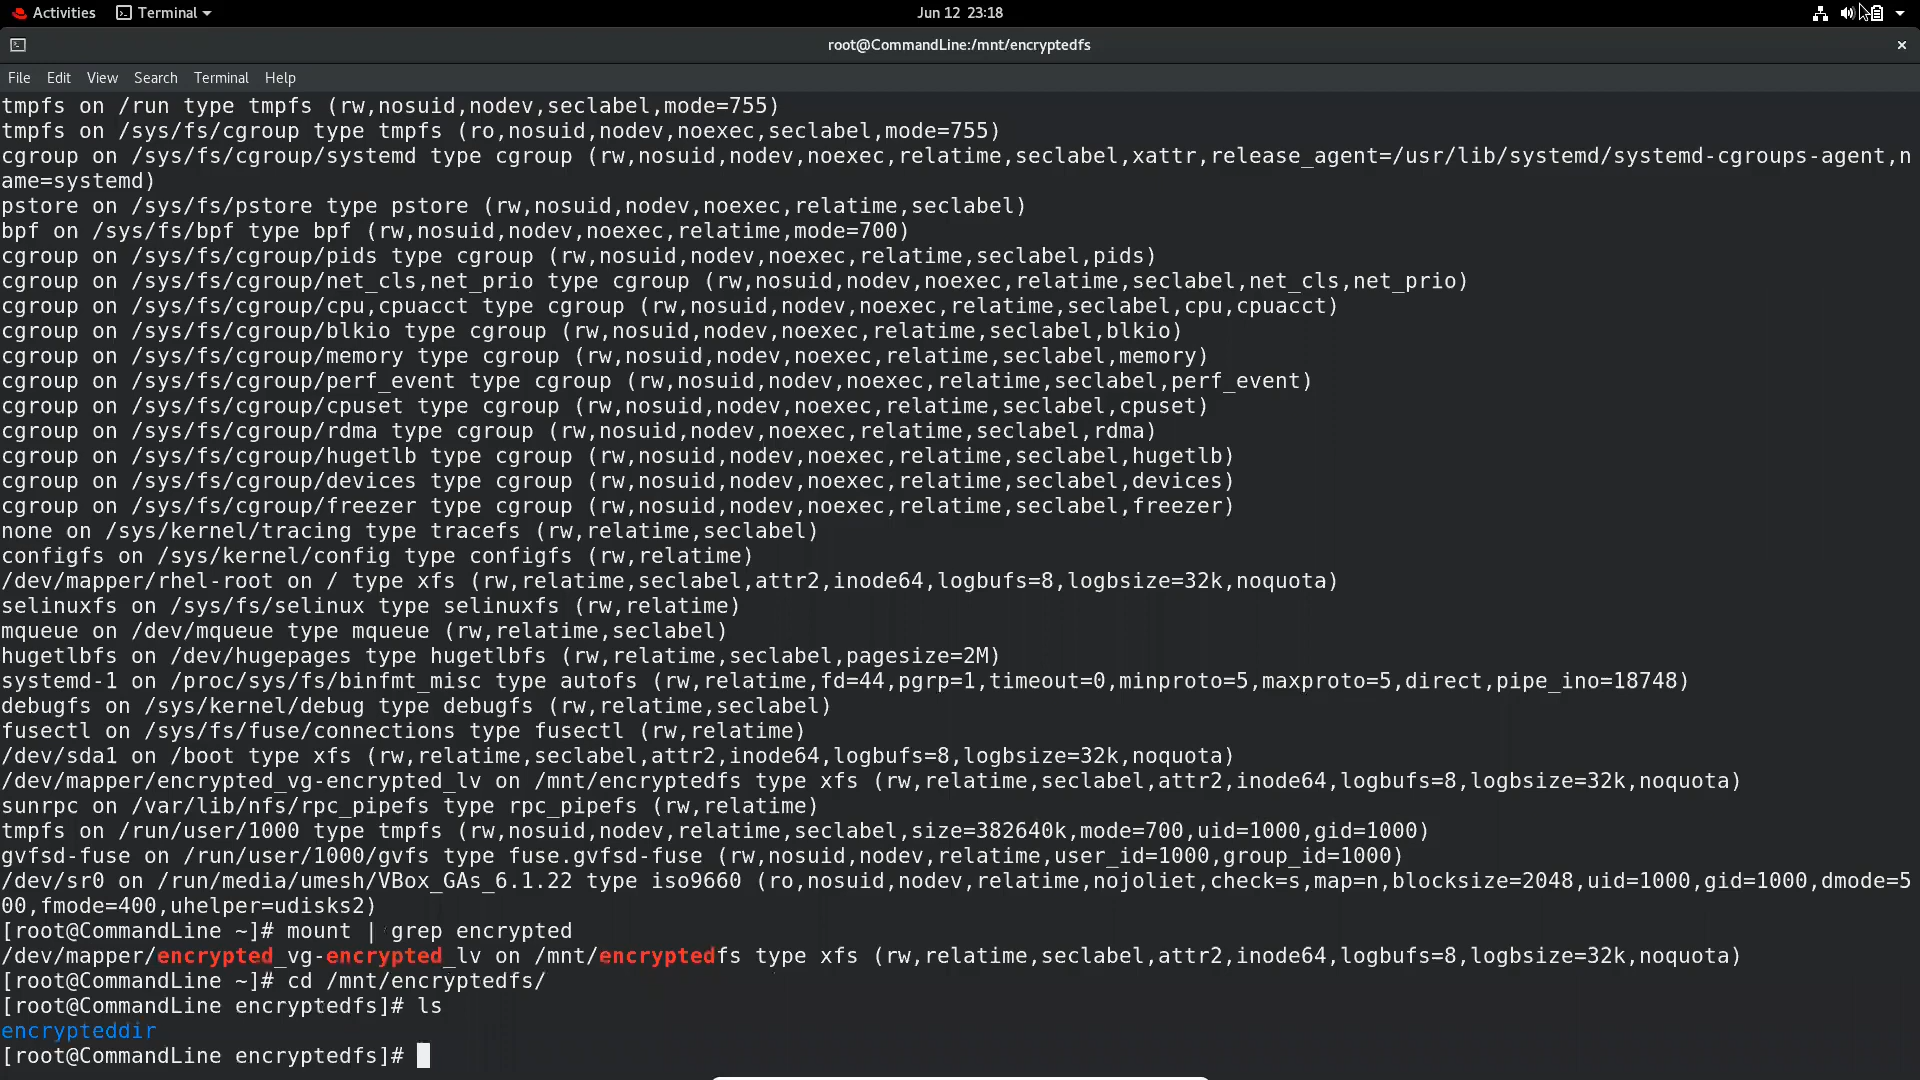 Activities Terminal Jun 12 23:18
root@CommandLine:/mnt/encryptedfs
File Edit View Search Terminal Help
tmpfs on /run type tmpfs (rw,nosuid,nodev,seclabel,mode=755)
tmpfs on /sys/fs/cgroup type tmpfs (ro,nosuid,nodev,noexec,seclabel,mode=755)
cgroup on /sys/fs/cgroup/systemd type cgroup (rw,nosuid,nodev,noexec,relatime,seclabel,xattr,release_agent=/usr/lib/systemd/systemd-cgroups-agent,n
ame=systemd)
pstore on /sys/fs/pstore type pstore (rw,nosuid,nodev,noexec,relatime,seclabel)
bpf on /sys/fs/bpf type bpf (rw,nosuid,nodev,noexec,relatime,mode=700)
cgroup on /sys/fs/cgroup/pids type cgroup (rw,nosuid,nodev,noexec,relatime,seclabel,pids)
cgroup on /sys/fs/cgroup/net_cls,net_prio type cgroup (rw,nosuid,nodev,noexec,relatime,seclabel,net_cls,net_prio)
cgroup on /sys/fs/cgroup/cpu,cpuacct type cgroup (rw,nosuid,nodev,noexec,relatime,seclabel,cpu,cpuacct)
cgroup on /sys/fs/cgroup/blkio type cgroup (rw,nosuid,nodev,noexec,relatime,seclabel,blkio)
cgroup on /sys/fs/cgroup/memory type cgroup (rw,nosuid,nodev,noexec,relatime,seclabel,memory)
cgroup on /sys/fs/cgroup/perf_event type cgroup (rw,nosuid,nodev,noexec,relatime,seclabel,perf_event)
cgroup on /sys/fs/cgroup/cpuset type cgroup (rw,nosuid,nodev,noexec,relatime,seclabel,cpuset)
cgroup on /sys/fs/cgroup/rdma type cgroup (rw,nosuid,nodev,noexec,relatime,seclabel,rdma)
cgroup on /sys/fs/cgroup/hugetlb type cgroup (rw,nosuid,nodev,noexec,relatime,seclabel,hugetlb)
cgroup on /sys/fs/cgroup/devices type cgroup (rw,nosuid,nodev,noexec,relatime,seclabel,devices)
cgroup on /sys/fs/cgroup/freezer type cgroup (rw,nosuid,nodev,noexec,relatime,seclabel,freezer)
none on /sys/kernel/tracing type tracefs (rw,relatime,seclabel)
configfs on /sys/kernel/config type configfs (rw,relatime)
/dev/mapper/rhel-root on / type xfs (rw,relatime,seclabel,attr2,inode64,logbufs=8,logbsize=32k,noquota)
selinuxfs on /sys/fs/selinux type selinuxfs (rw,relatime)
mqueue on /dev/mqueue type mqueue (rw,relatime,seclabel)
hugetlbfs on /dev/hugepages type hugetlbfs (rw,relatime,seclabel,pagesize=2M)
systemd-1 on /proc/sys/fs/binfmt_misc type autofs (rw,relatime,fd=44,pgrp=1,timeout=0,minproto=5,maxproto=5,direct,pipe_ino=18748)
debugfs on /sys/kernel/debug type debugfs (rw,relatime,seclabel)
fusectl on /sys/fs/fuse/connections type fusectl (rw,relatime)
/dev/sda1 on /boot type xfs (rw,relatime,seclabel,attr2,inode64,logbufs=8,logbsize=32k,noquota)
/dev/mapper/encrypted_vg-encrypted_lv on /mnt/encryptedfs type xfs (rw,relatime,seclabel,attr2,inode64,logbufs=8,logbsize=32k,noquota)
sunrpc on /var/lib/nfs/rpc_pipefs type rpc_pipefs (rw,relatime)
tmpfs on /run/user/1000 type tmpfs (rw,nosuid,nodev,relatime,seclabel,size=382640k,mode=700,uid=1000,gid=1000)
gvfsd-fuse on /run/user/1000/gvfs type fuse.gvfsd-fuse (rw,nosuid,nodev,relatime,user_id=1000,group_id=1000)
/dev/sr0 on /run/media/umesh/VBox_GAs_6.1.22 type iso9660 (ro,nosuid,nodev,relatime,nojoliet,check=s,map=n,blocksize=2048,uid=1000,gid=1000,dmode=5
00,fmode=400,uhelper=udisks2)
[root@CommandLine ~]# mount | grep encrypted
/dev/mapper/encrypted_vg-encrypted_lv on /mnt/encryptedfs type xfs (rw,relatime,seclabel,attr2,inode64,logbufs=8,logbsize=32k,noquota)
[root@CommandLine ~]# cd /mnt/encryptedfs/
[root@CommandLine encryptedfs]# ls
encrypteddir
[root@CommandLine encryptedfs]#